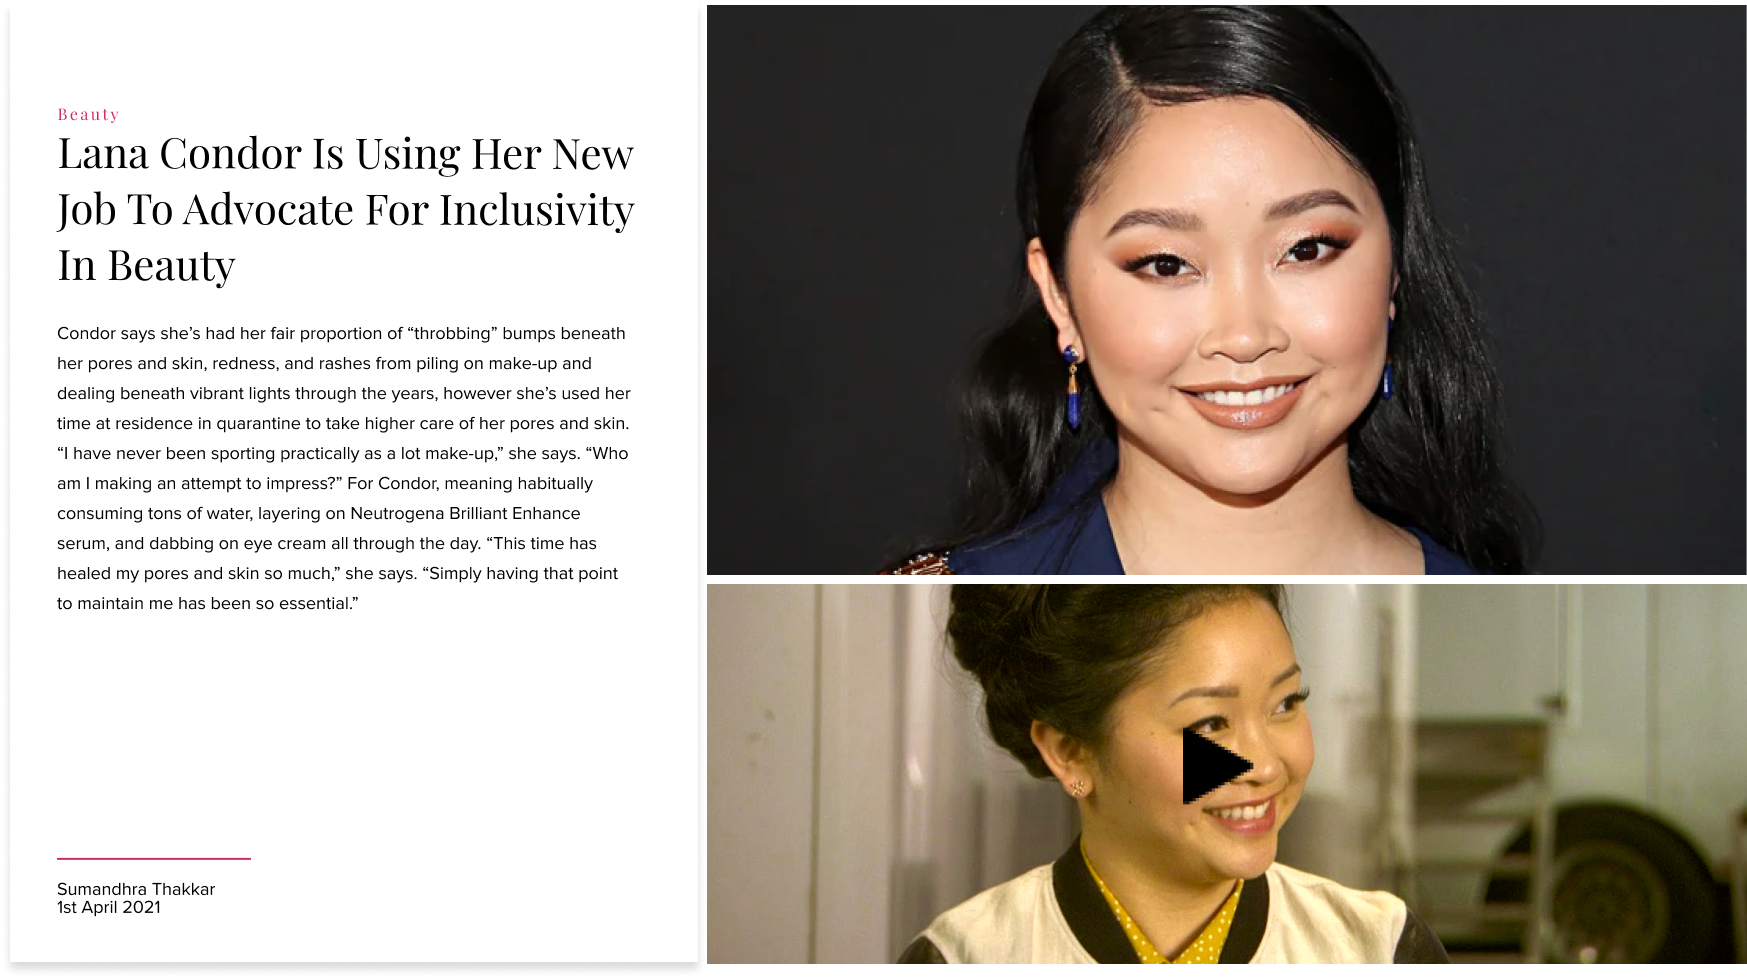 Beauty
Lana Condor Is Using Her New
Job To Advocate For Inclusivity
In Beauty
Condor says she’s had her fair proportion of “throbbing” bumps beneath
her pores and skin, redness, and rashes from piling on make-up and
dealing beneath vibrant lights through the years, however she’s used her
time at residence in quarantine to take higher care of her pores and skin.
“I have never been sporting practically as a lot make-up,” she says. “Who
am I making an attempt to impress?” For Condor, meaning habitually
consuming tons of water, layering on Neutrogena Brilliant Enhance
serum, and dabbing on eye cream all through the day. “This time has
healed my pores and skin so much,” she says. “Simply having that point
to maintain me has been so essential.”
Sumandhra Thakkar
1st April 2021